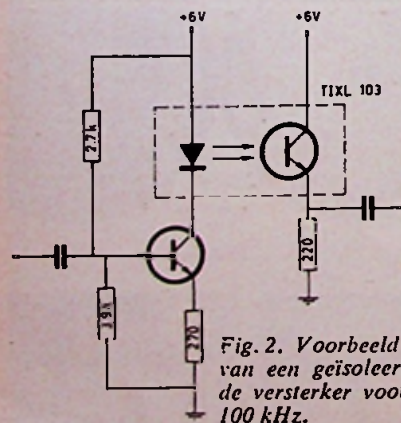 +6V
+6V
TIXL 103
2.7k
3.9k
270
220
Fig. 2. Voorbeeld
van een geïsoleer
de versterker voor
100 kHz.